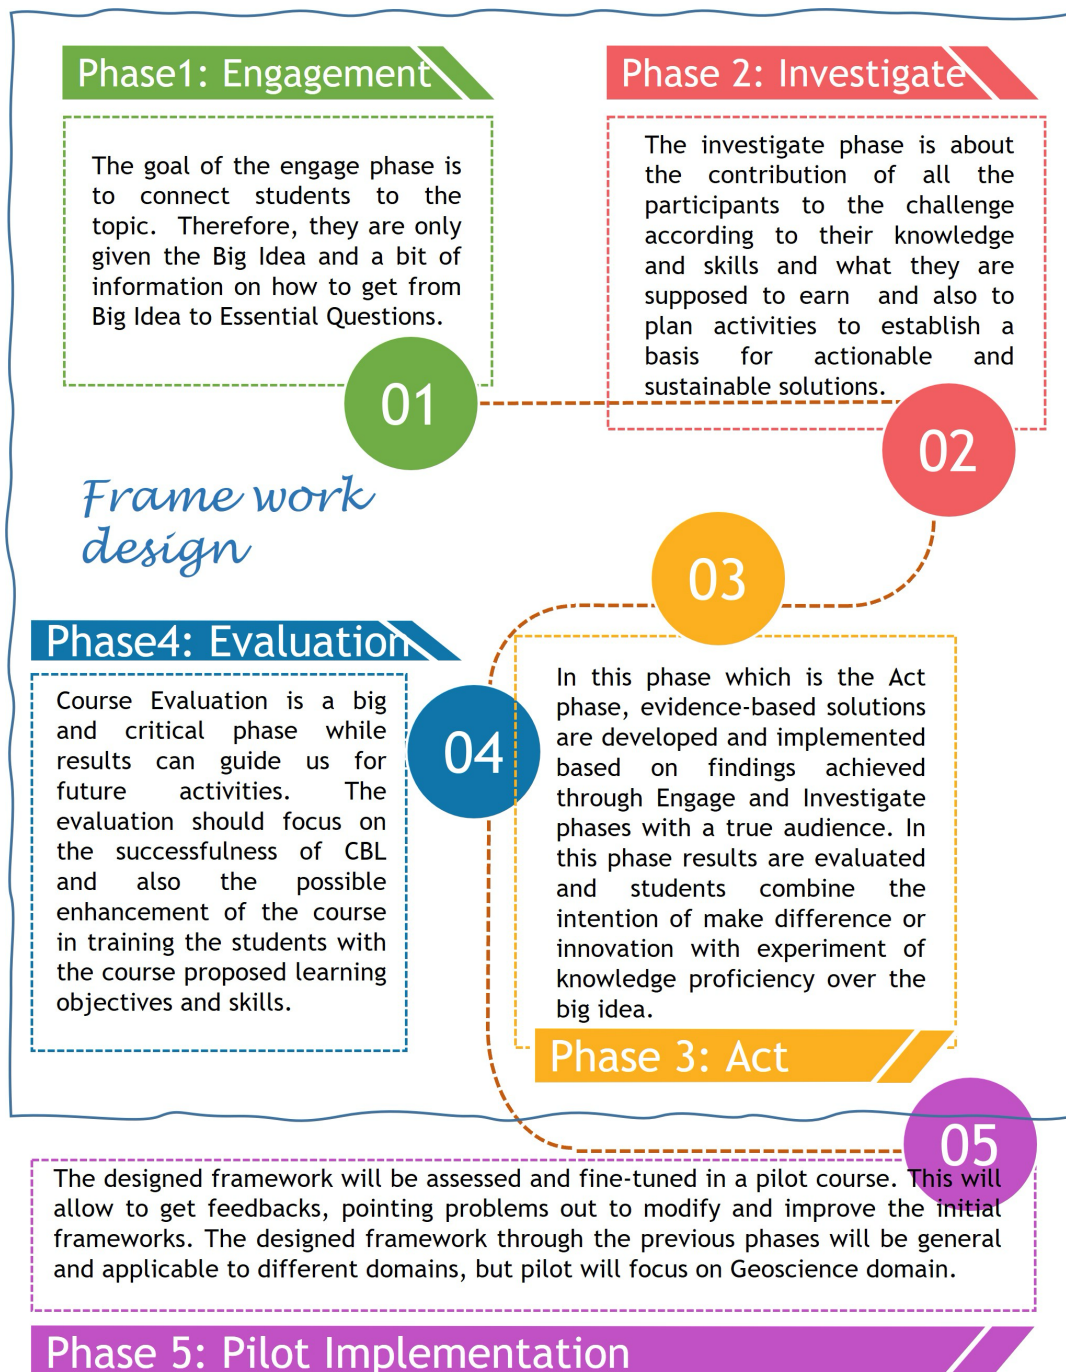 Phase1: Engagement
The goal of the engage phase is
to connect students to the
topic. Therefore, they are only
given the Big Idea and a bit of
information on how to get from
Big Idea to Essential Questions.
01
Phase 2: Investigate
The investigate phase is about
the contribution of all the
participants to the challenge
according to their knowledge
and skills and what they are
supposed to earn and also to
plan activities to establish a
basis for actionable and
sustainable solutions.
02
Frame work
design
03
In this phase which is the Act
phase, evidence-based solutions
are developed and implemented
based on findings achieved
through Engage and Investigate
phases with a true audience. In
this phase results are evaluated
and students combine the
intention of make difference or
innovation with experiment of
knowledge proficiency over the
big idea.
Phase 3: Act
Phase4: Evaluation
Course Evaluation is a big
and critical phase while
results can guide us for
future activities. The
evaluation should focus on
the successfulness of CBL
and also the possible
enhancement of the course
in training the students with
the course proposed learning
objectives and skills.
04
05
The designed framework will be assessed and fine-tuned in a pilot course. This will
allow to get feedbacks, pointing problems out to modify and improve the initial
frameworks. The designed framework through the previous phases will be general
and applicable to different domains, but pilot will focus on Geoscience domain.
Phase 5: Pilot Implementation